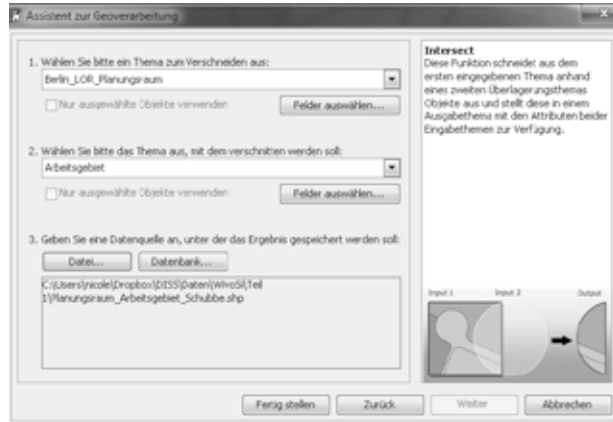 Assistent zur Geoverarbeitung
1. Wählen Sie bitte ein Thema zum Verschneiden aus:
Berlin_LOR_Planungsraum
Nur ausgewählte Objekte verwenden
Felder auswählen...
2. Wählen Sie bitte das Thema aus, mit dem verschnitten werden soll:
Arbeitsgebiet
Nur ausgewählte Objekte verwenden
Felder auswählen...
3. Geben Sie eine Datenquelle an, unter der das Ergebnis gespeichert werden soll:
Datei...
Datenbank...
C:\Users\nicole\Dropbox\DISS\Daten\WivoSil\Teil
1\Planungsraum_Arbeitsgebiet_Schubbe.shp
Intersect
Diese Funktion schneidet aus dem
ersten eingegebenen Thema anhand
eines zweiten Überlagerungsthemas
Objekte aus und stellt diese in einem
Ausgabethema mit den Attributen beider
Eingabethemen zur Verfügung.
Input 1
Input 2
Output
Fertig stellen
Zurück
Weiter
Abbrechen